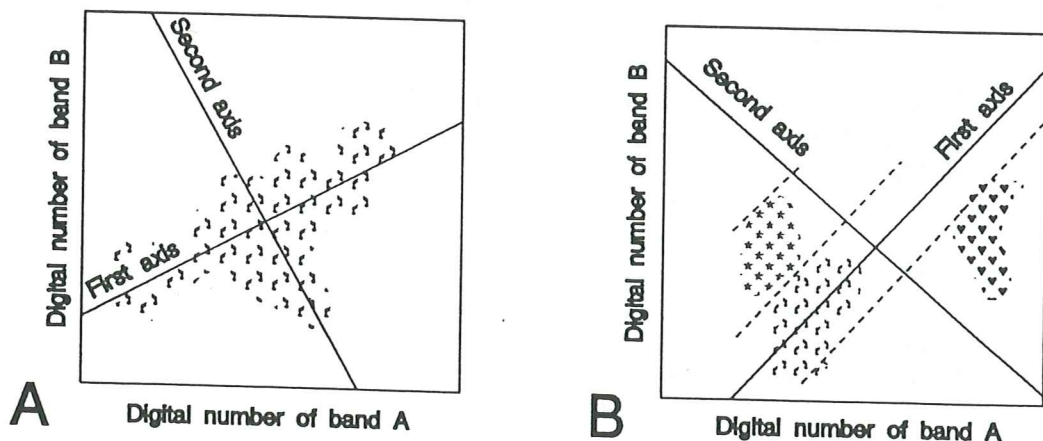 Digital number of band B
Second axis
First axis
A
Digital number of band A
Digital number of band B
Second axis
First axis
B
Digital number of band A